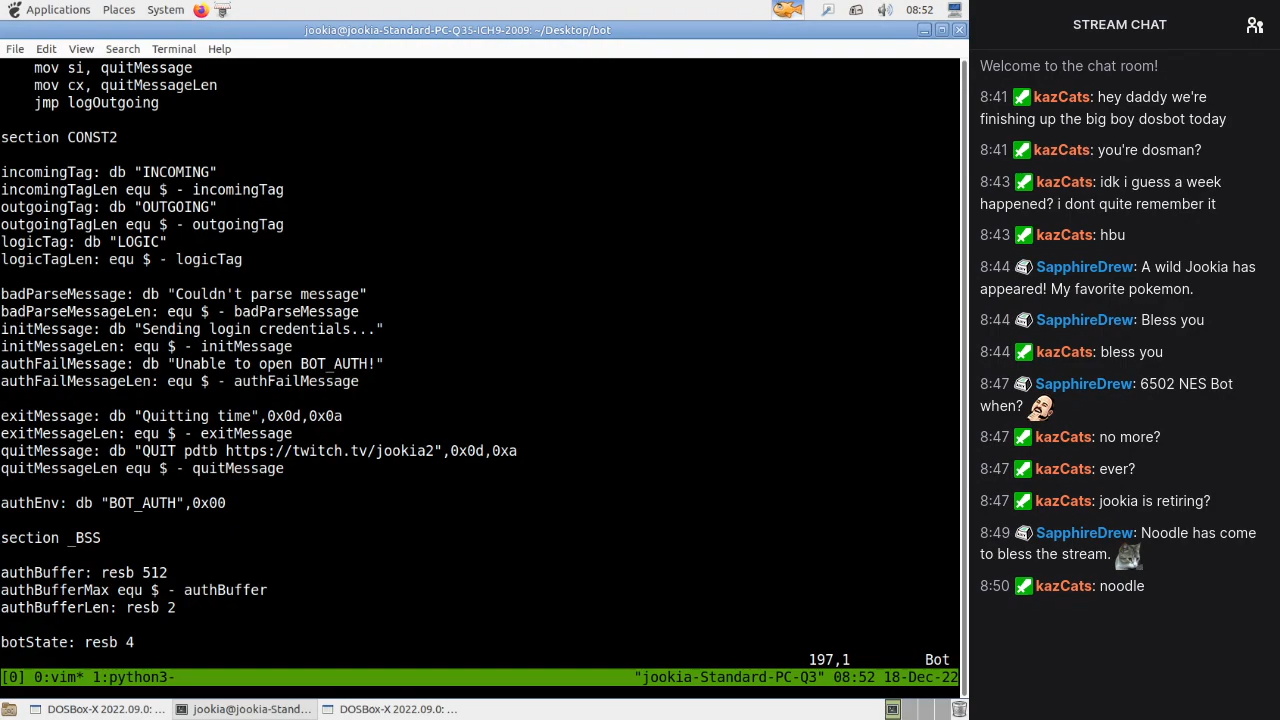 Applications Places System 08:52
jookia@jookia-Standard-PC-Q35-ICH9-2009: ~/Desktop/bot
File Edit View Search Terminal Help
mov si, quitMessage
mov cx, quitMessageLen
jmp logOutgoing
section CONST2
incomingTag: db "INCOMING"
incomingTagLen equ $ - incomingTag
outgoingTag: db "OUTGOING"
outgoingTagLen equ $ - outgoingTag
logicTag: db "LOGIC"
logicTagLen: equ $ - logicTag
badParseMessage: db "Couldn't parse message"
badParseMessageLen: equ $ - badParseMessage
initMessage: db "Sending login credentials..."
initMessageLen: equ $ - initMessage
authFailMessage: db "Unable to open BOT_AUTH!"
authFailMessageLen: equ $ - authFailMessage
exitMessage: db "Quitting time",0x0d,0x0a
exitMessageLen: equ $ - exitMessage
quitMessage: db "QUIT pdtb https://twitch.tv/jookia2",0x0d,0xa
quitMessageLen equ $ - quitMessage
authEnv: db "BOT_AUTH",0x00
section _BSS
authBuffer: resb 512
authBufferMax equ $ - authBuffer
authBufferLen: resb 2
botState: resb 4
197,1 Bot
[0] 0:vim* 1:python3- "jookia-Standard-PC-Q3" 08:52 18-Dec-22
DOSBox-X 2022.09.0: ... jookia@jookia-Stand... DOSBox-X 2022.09.0: ...
STREAM CHAT
Welcome to the chat room!
8:41 kazCats: hey daddy we're
finishing up the big boy dosbot today
8:41 kazCats: you're dosman?
8:43 kazCats: idk i guess a week
happened? i dont quite remember it
8:43 kazCats: hbu
8:44 SapphireDrew: A wild Jookia has
appeared! My favorite pokemon.
8:44 SapphireDrew: Bless you
8:44 kazCats: bless you
8:47 SapphireDrew: 6502 NES Bot
when?
8:47 kazCats: no more?
8:47 kazCats: ever?
8:47 kazCats: jookia is retiring?
8:49 SapphireDrew: Noodle has come
to bless the stream.
8:50 kazCats: noodle